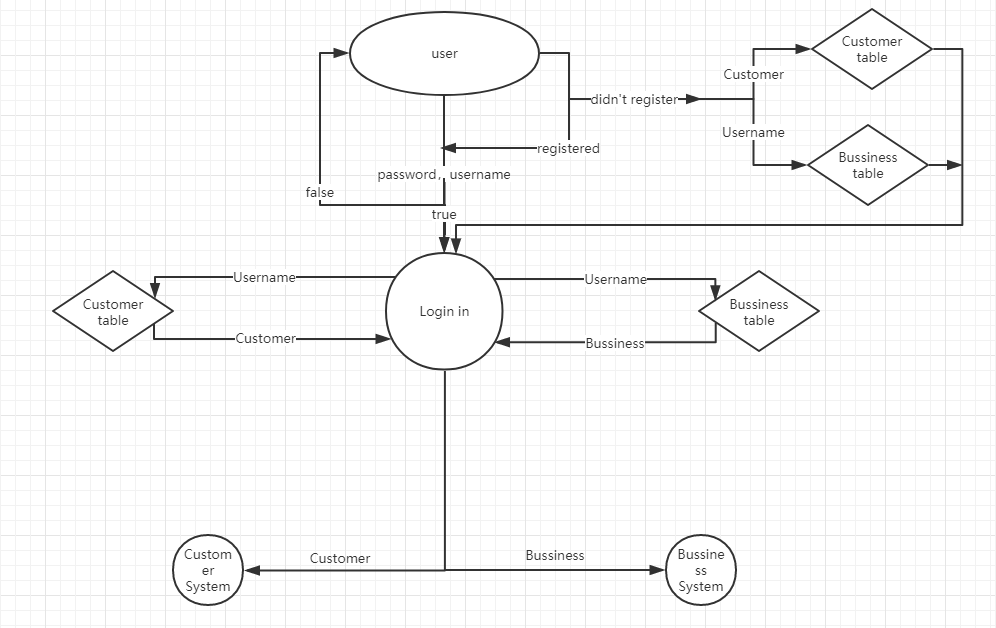 user
Customer
table
didn't register
Customer
Username
Bussiness
table
registered
password, username
false
true
Customer
table
Username
Customer
Login in
Username
Bussiness
Bussiness
table
Custom
er
System
Customer
Bussiness
Bussine
ss
System